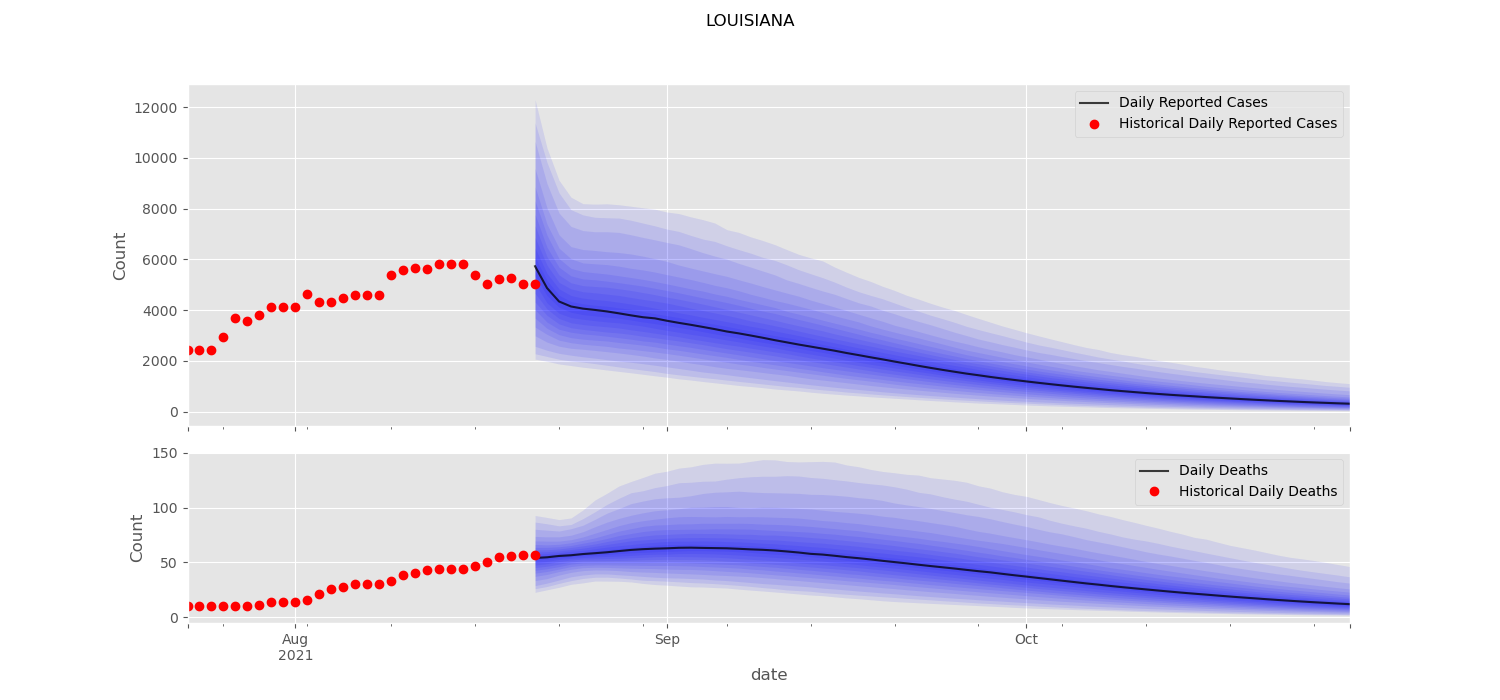 LOUISIANA
12000
10000
8000
6000
4000
2000
0
Count
Daily Reported Cases
Historical Daily Reported Cases
150
100
50
0
Count
Daily Deaths
Historical Daily Deaths
Aug
2021
Sep
Oct
date